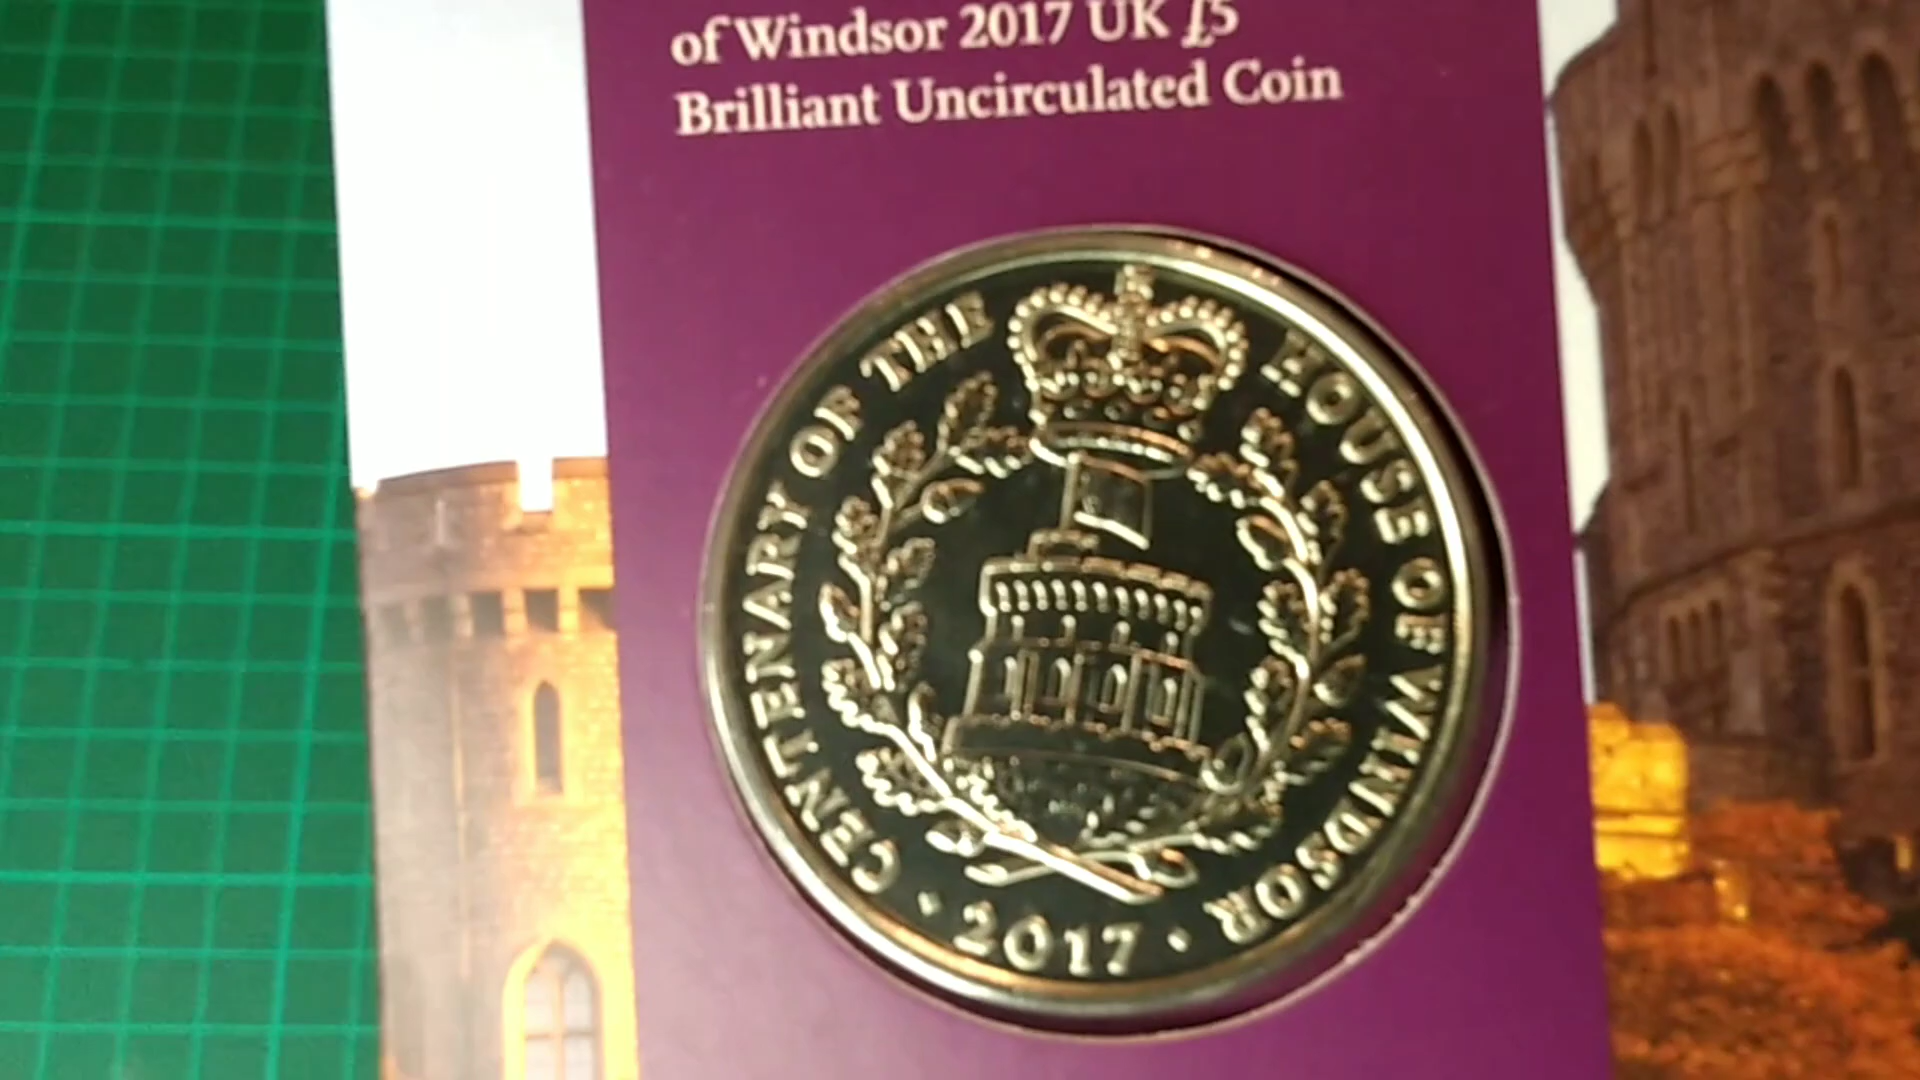 of Windsor 2017 UK £5
Brilliant Uncirculated Coin
CENTENARY OF THE HOUSE OF WINDSOR
· 2017 ·